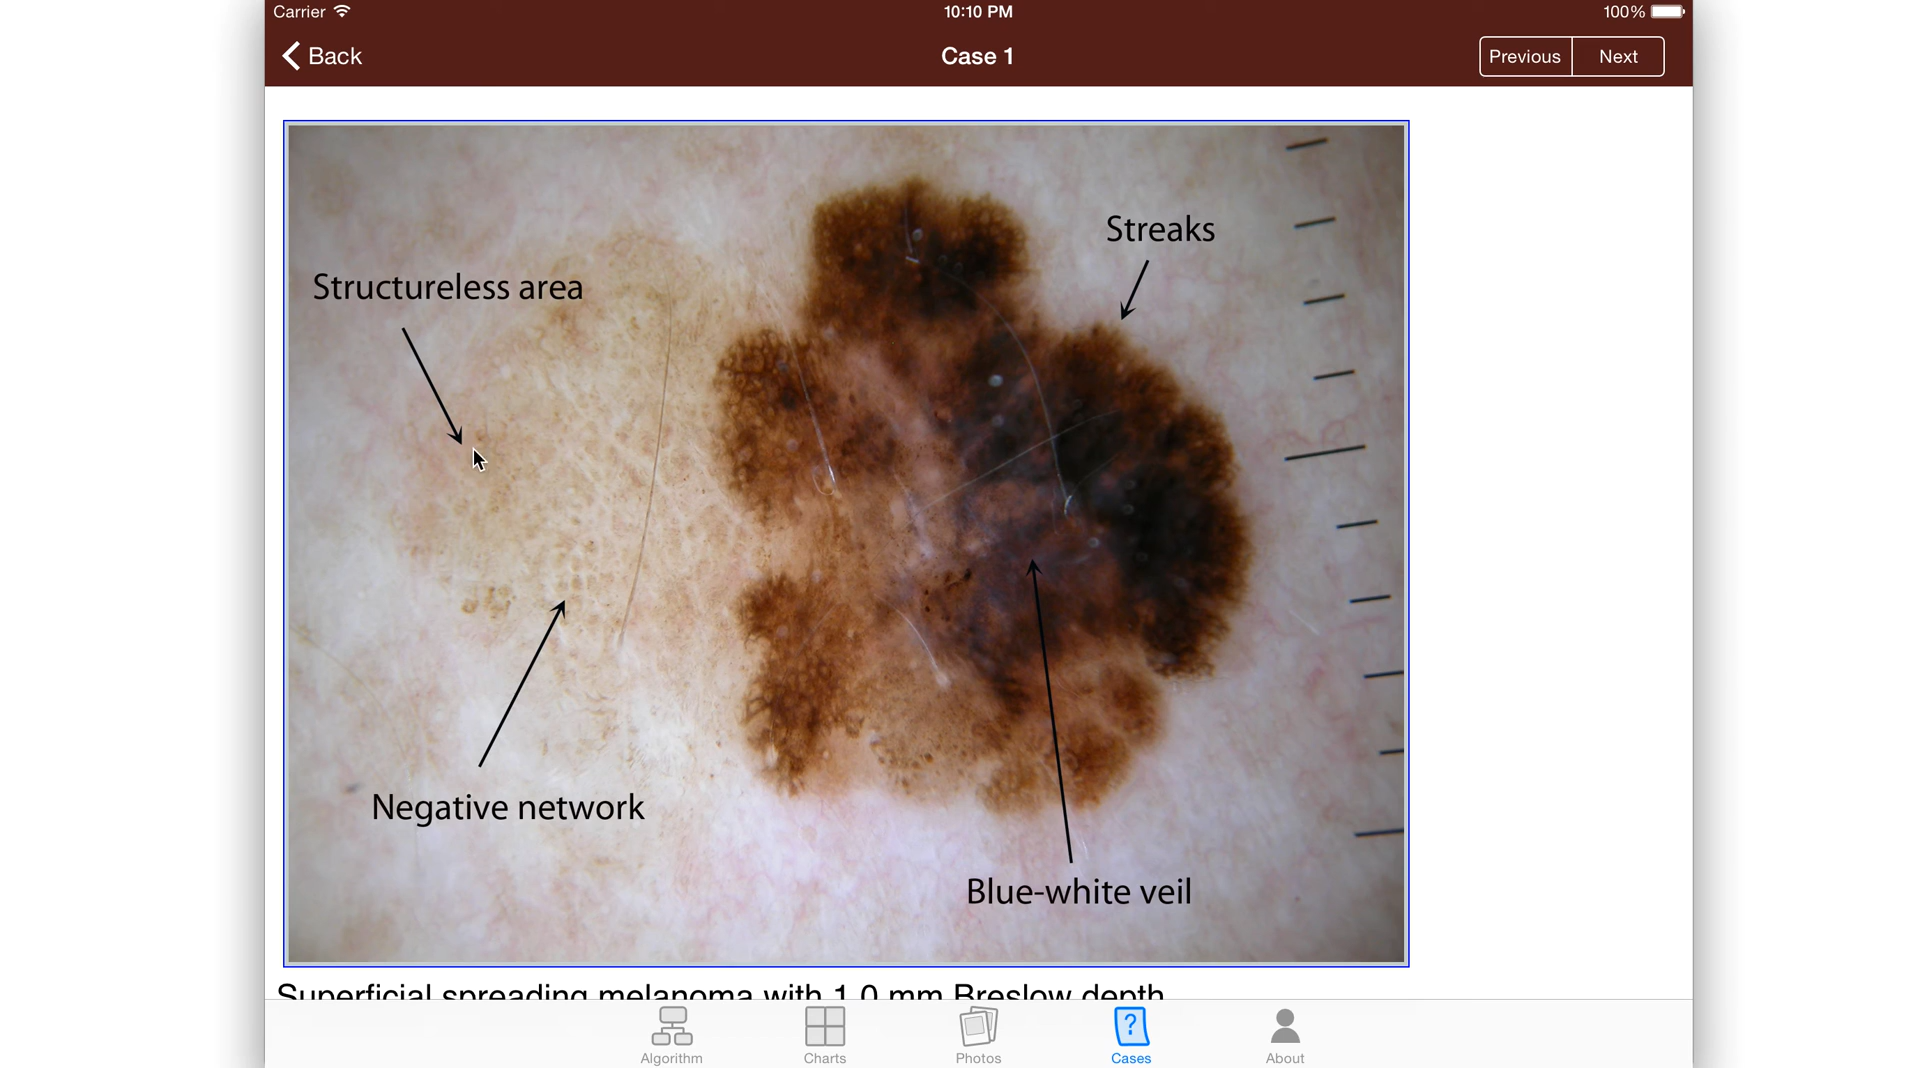 Carrier 10:10 PM 100%
Back Case 1 Previous Next
Streaks
Structureless area
Negative network
Blue-white veil
Superficial spreading melanoma with 1.0 mm Breslow depth
Algorithm Charts Photos Cases About